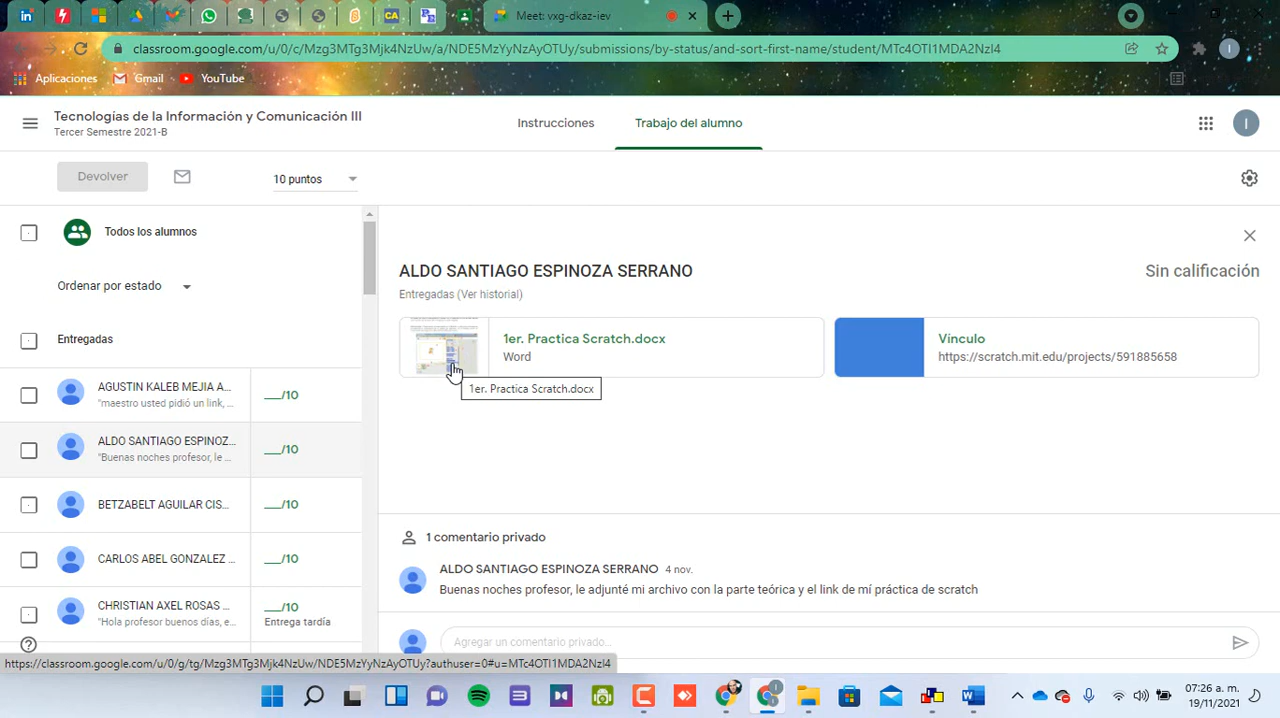 CA
Meet: vxg-dkaz-iev
classroom.google.com/u/0/c/Mzg3MTg3Mjk4NzUw/a/NDE5MzYyNzAyOTUy/submissions/by-status/and-sort-first-name/student/MTc4OTI1MDA2NzI4
I
Aplicaciones
Gmail
YouTube
Tecnologías de la Información y Comunicación III
Tercer Semestre 2021-B
Instrucciones
Trabajo del alumno
I
Devolver
10 puntos
Todos los alumnos
Ordenar por estado
Entregadas
AGUSTIN KALEB MEJIA A...
"maestro usted pidió un link, ...
___/10
ALDO SANTIAGO ESPINOZ...
"Buenas noches profesor, le ...
___/10
BETZABELT AGUILAR CIS...
___/10
CARLOS ABEL GONZALEZ ...
___/10
CHRISTIAN AXEL ROSAS ...
"Hola profesor buenos días, e...
___/10
Entrega tardía
ALDO SANTIAGO ESPINOZA SERRANO
Sin calificación
Entregadas (Ver historial)
1er. Practica Scratch.docx
Word
Vínculo
https://scratch.mit.edu/projects/591885658
1er. Practica Scratch.docx
1 comentario privado
ALDO SANTIAGO ESPINOZA SERRANO 4 nov.
Buenas noches profesor, le adjunté mi archivo con la parte teórica y el link de mí práctica de scratch
Agregar un comentario privado...
https://classroom.google.com/u/0/g/tg/Mzg3MTg3Mjk4NzUw/NDE5MzYyNzAyOTUy?authuser=0#u=MTc4OTI1MDA2NzI4
07:26 a. m.
19/11/2021